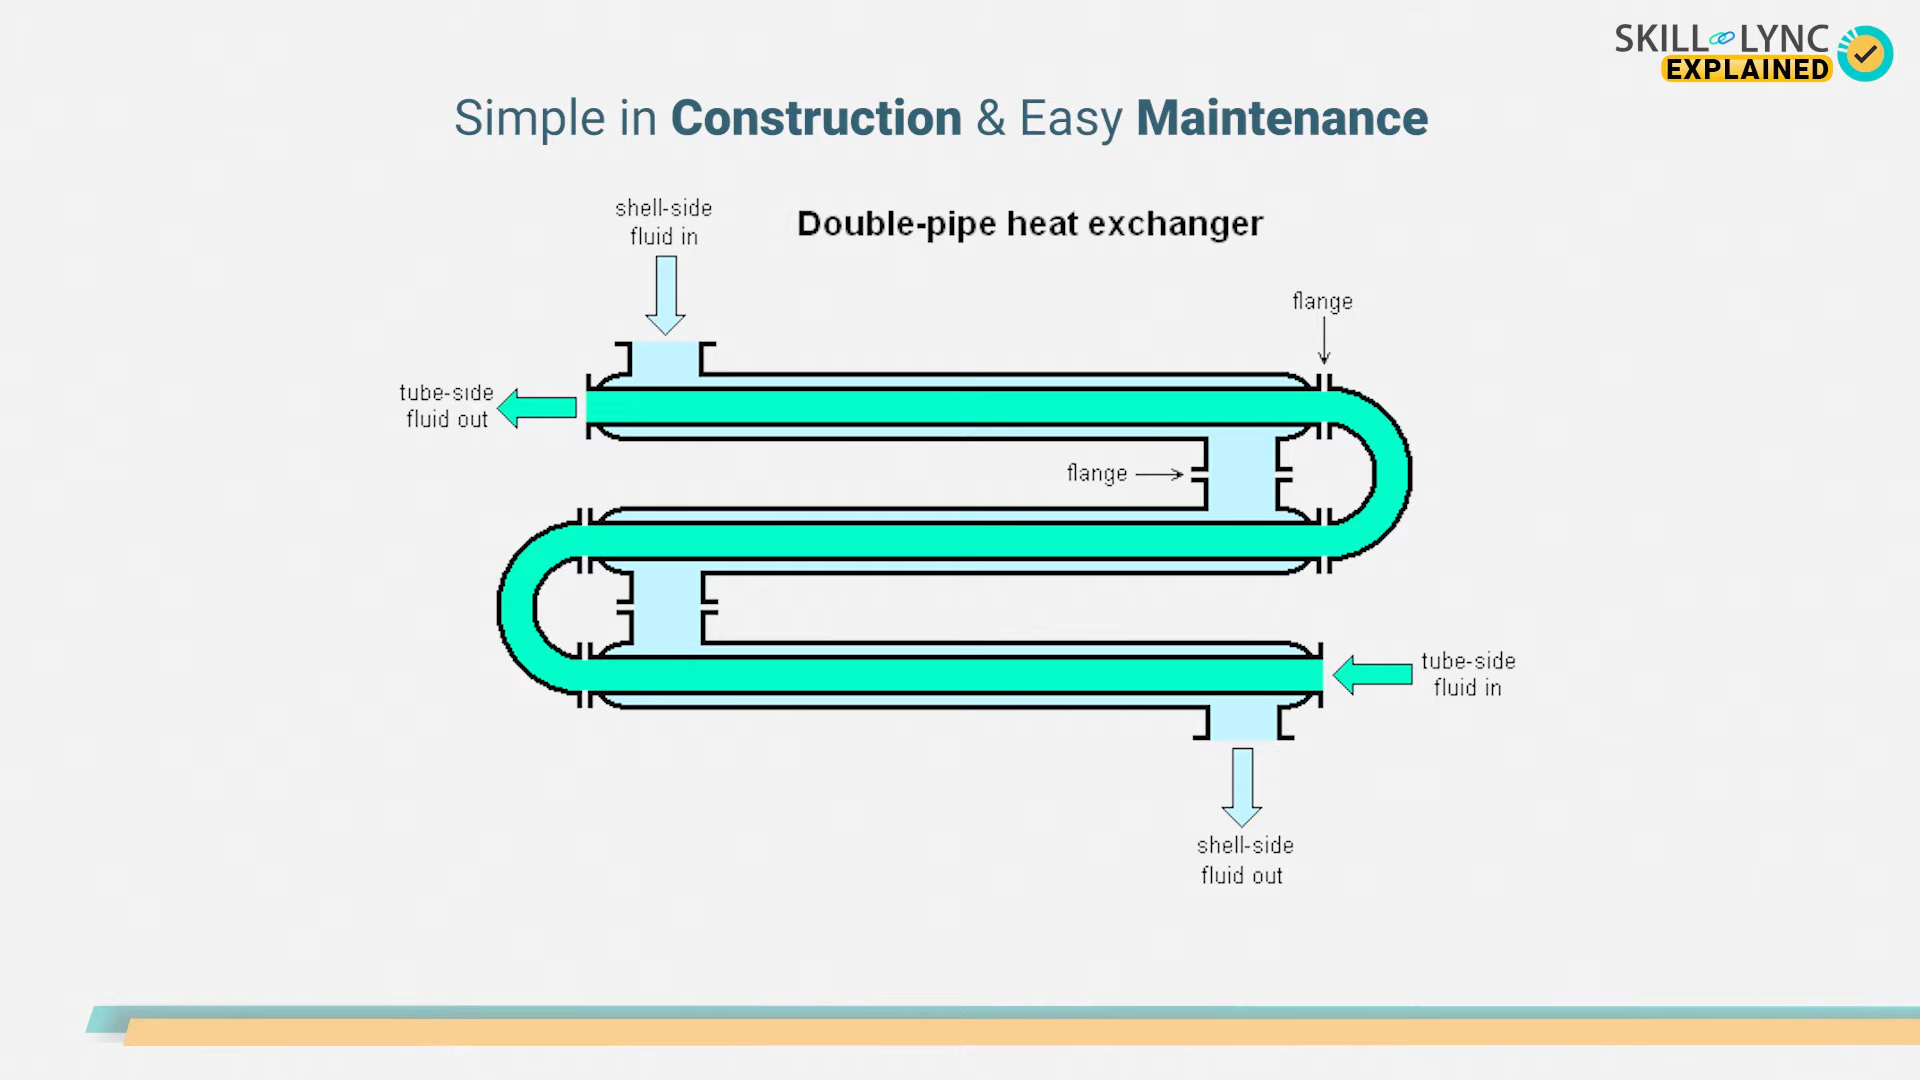 SKILL LYNC
EXPLAINED
Simple in Construction & Easy Maintenance
shell-side
fluid in
Double-pipe heat exchanger
flange
tube-side
fluid out
flange
tube-side
fluid in
shell-side
fluid out